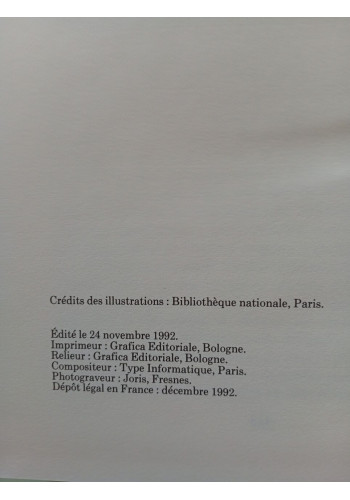 Crédits des illustrations : Bibliothèque nationale, Paris.
Édité le 24 novembre 1992.
Imprimeur : Grafica Editoriale, Bologne.
Relieur : Grafica Editoriale, Bologne.
Compositeur : Type Informatique, Paris.
Photograveur : Joris, Fresnes.
Dépôt légal en France : décembre 1992.